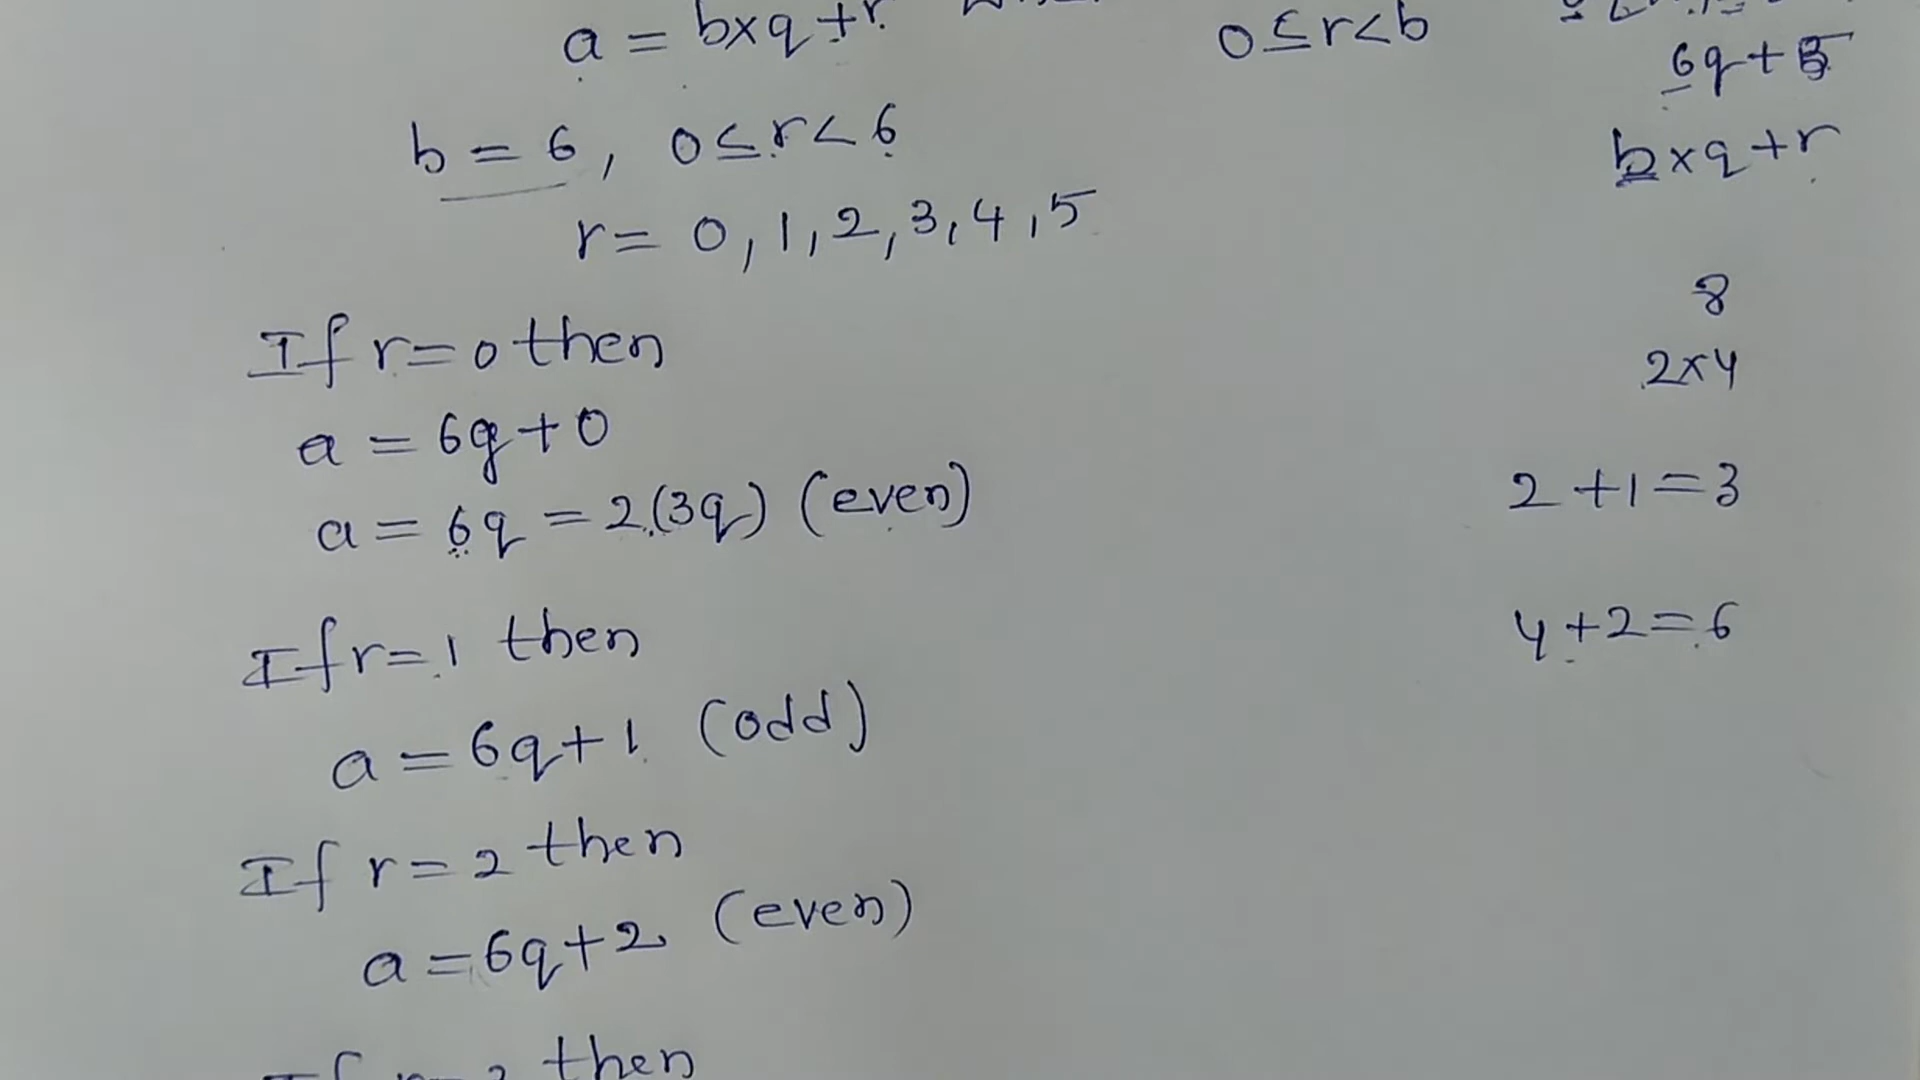 a = b×q+r
0≤r<b
6q+5
b = 6, 0≤r<6
b×q+r
r= 0,1,2,3,4,5
8
If r=0 then
2×4
a = 6q+0
2+1=3
a = 6q = 2(3q) (even)
4+2=6
If r=1 then
a = 6q+1 (odd)
If r=2 then
a = 6q+2 (even)
then